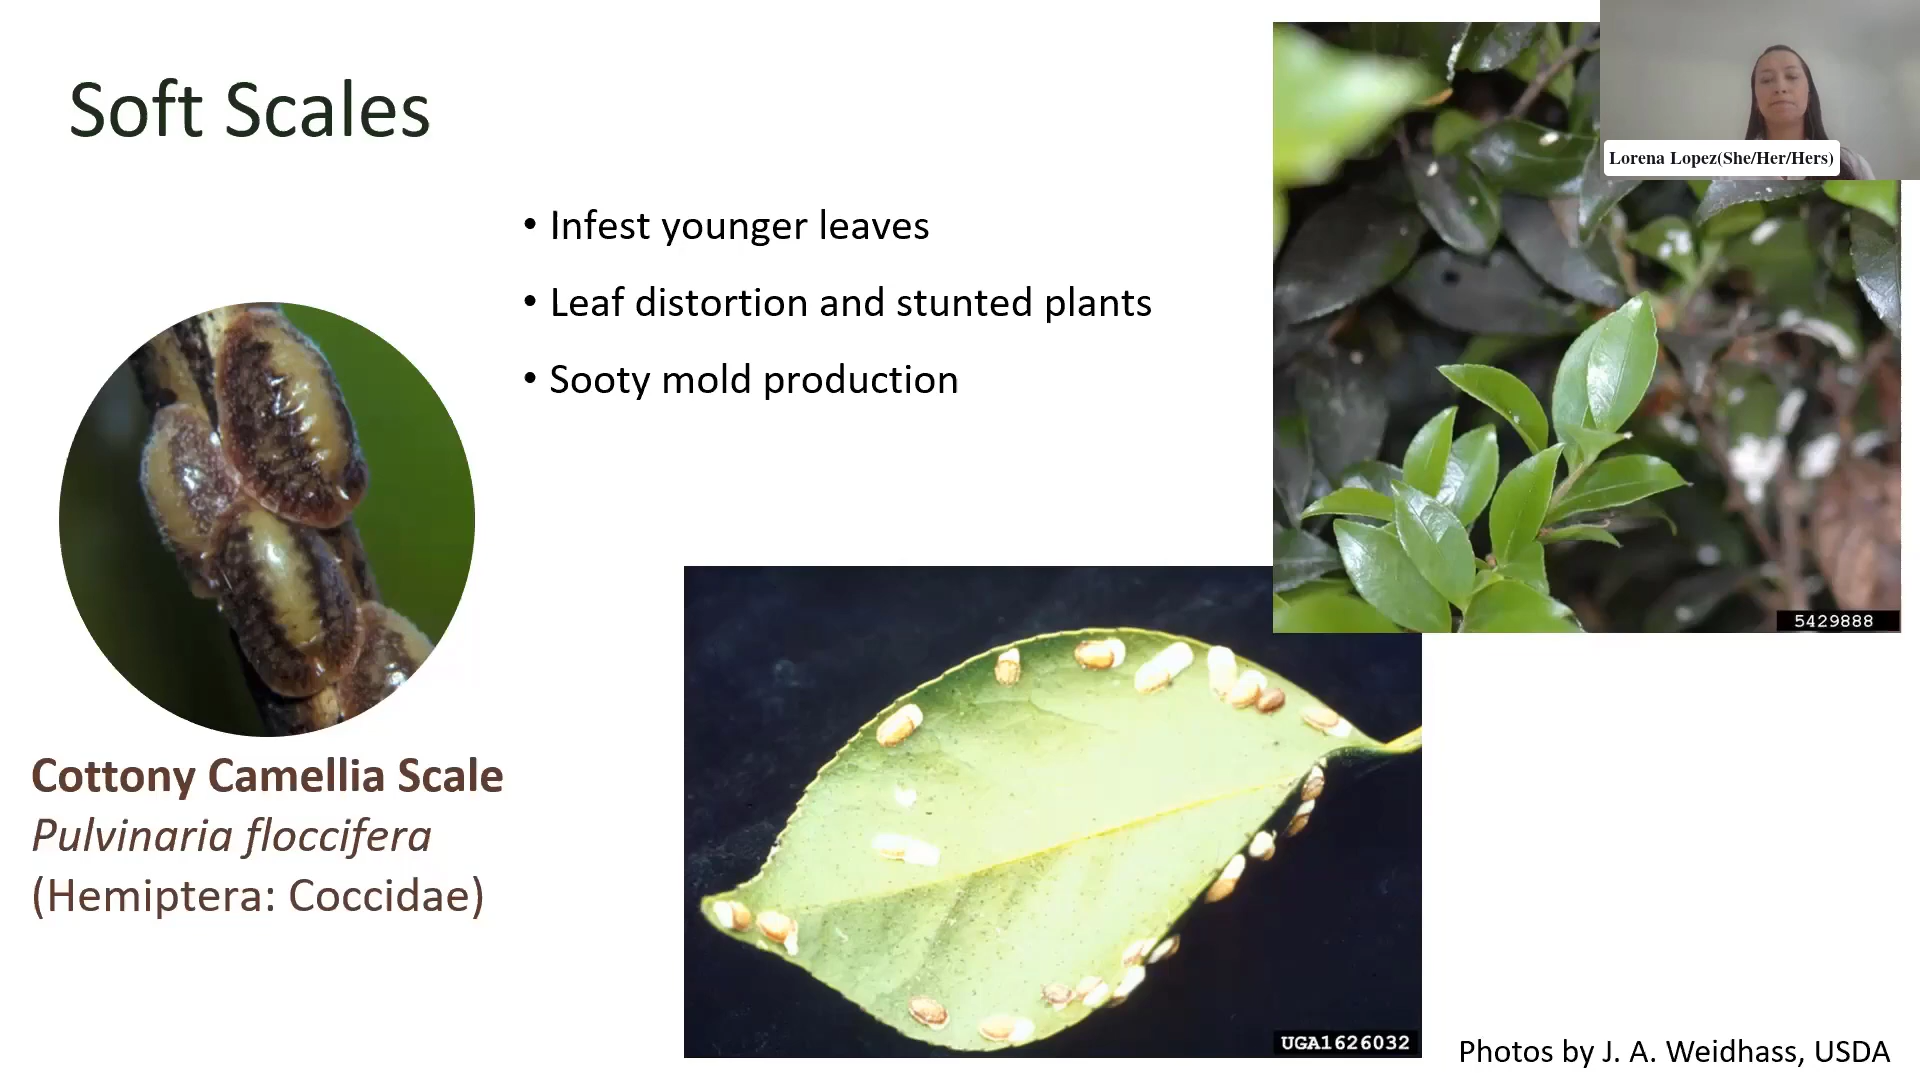 Soft Scales
Lorena Lopez(She/Her/Hers)
• Infest younger leaves
• Leaf distortion and stunted plants
• Sooty mold production
5429888
Cottony Camellia Scale
Pulvinaria floccifera
(Hemiptera: Coccidae)
UGA1626032
Photos by J. A. Weidhass, USDA